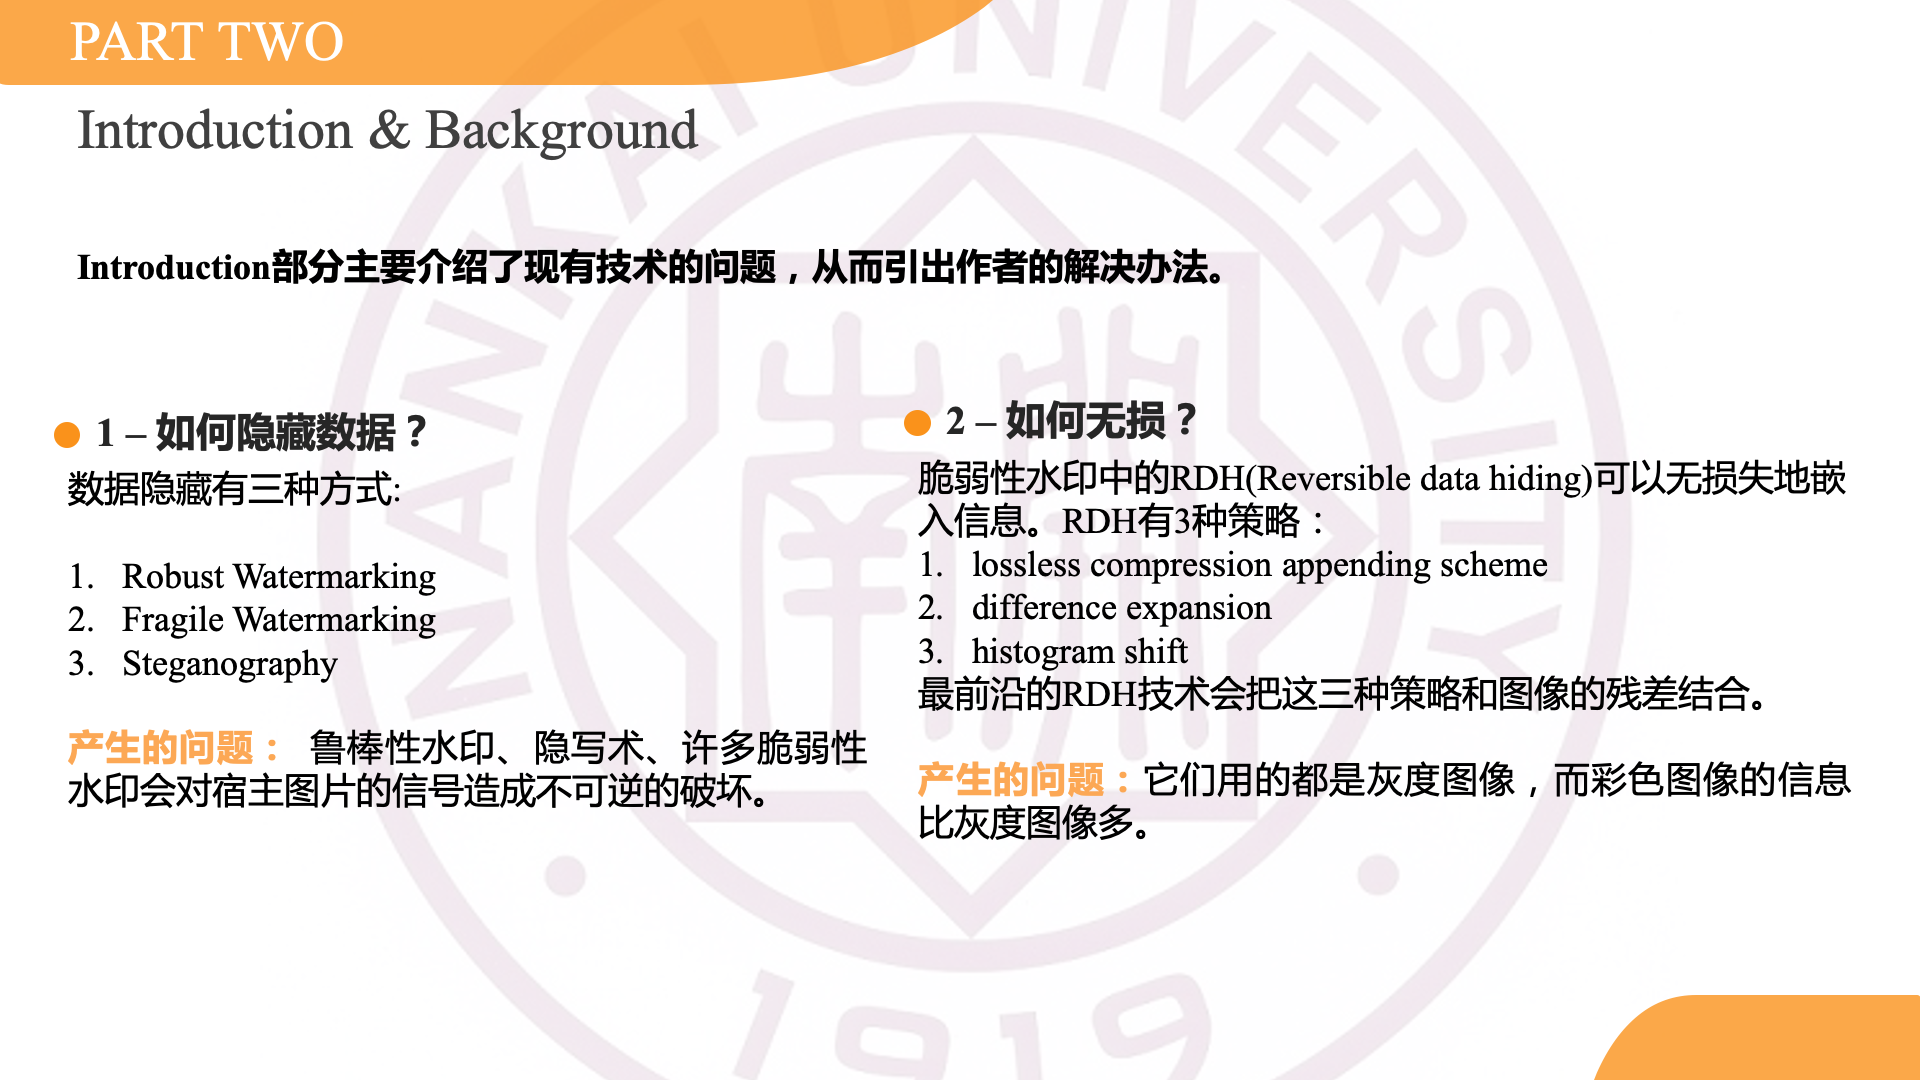 PART TWO
Introduction & Background
Introduction部分主要介绍了现有技术的问题，从而引出作者的解决办法。
1 – 如何隐藏数据？
数据隐藏有三种方式:
1. Robust Watermarking
2. Fragile Watermarking
3. Steganography
产生的问题： 鲁棒性水印、隐写术、许多脆弱性
水印会对宿主图片的信号造成不可逆的破坏。
2 – 如何无损？
脆弱性水印中的RDH(Reversible data hiding)可以无损失地嵌
入信息。RDH有3种策略：
1. lossless compression appending scheme
2. difference expansion
3. histogram shift
最前沿的RDH技术会把这三种策略和图像的残差结合。
产生的问题：它们用的都是灰度图像，而彩色图像的信息
比灰度图像多。
NANKAI UNIVERSITY
南開
1919